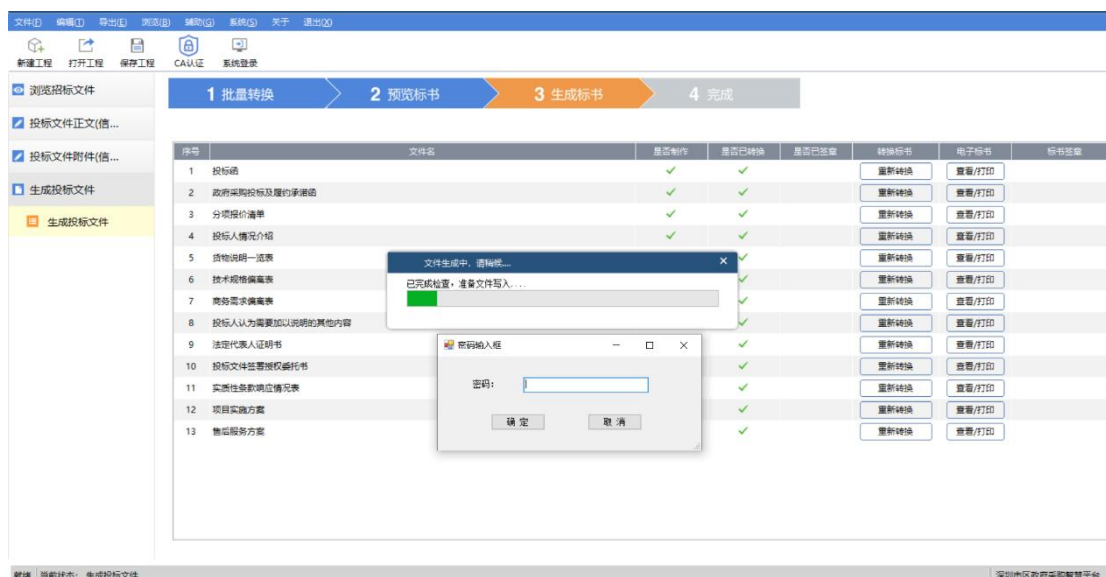 文件(F) 编辑(T) 导出(E) 浏览(B) 辅助(G) 系统(S) 关于 退出(X)
新建工程 打开工程 保存工程 CA认证 系统登录
浏览招标文件
投标文件正文(信...
投标文件附件(信...
生成投标文件
生成投标文件
1 批量转换 2 预览标书 3 生成标书 4 完成
序号 文件名 是否制作 是否已转换 是否已签章 转换标书 电子标书 标书签章
1 投标函 重新转换 查看/打印
2 政府采购投标及履约承诺函 重新转换 查看/打印
3 分项报价清单 重新转换 查看/打印
4 投标人情况介绍 重新转换 查看/打印
5 货物说明一览表 重新转换 查看/打印
6 技术规格偏离表 重新转换 查看/打印
7 商务需求偏离表 重新转换 查看/打印
8 投标人认为需要加以说明的其他内容 重新转换 查看/打印
9 法定代表人证明书 重新转换 查看/打印
10 投标文件签署授权委托书 重新转换 查看/打印
11 实质性条款响应情况表 重新转换 查看/打印
12 项目实施方案 重新转换 查看/打印
13 售后服务方案 重新转换 查看/打印
文件生成中，请稍候...
已完成检查，准备文件写入....
密码输入框
密码:
确定 取消
就绪 当前状态: 生成投标文件 深圳市区政府采购智慧平台